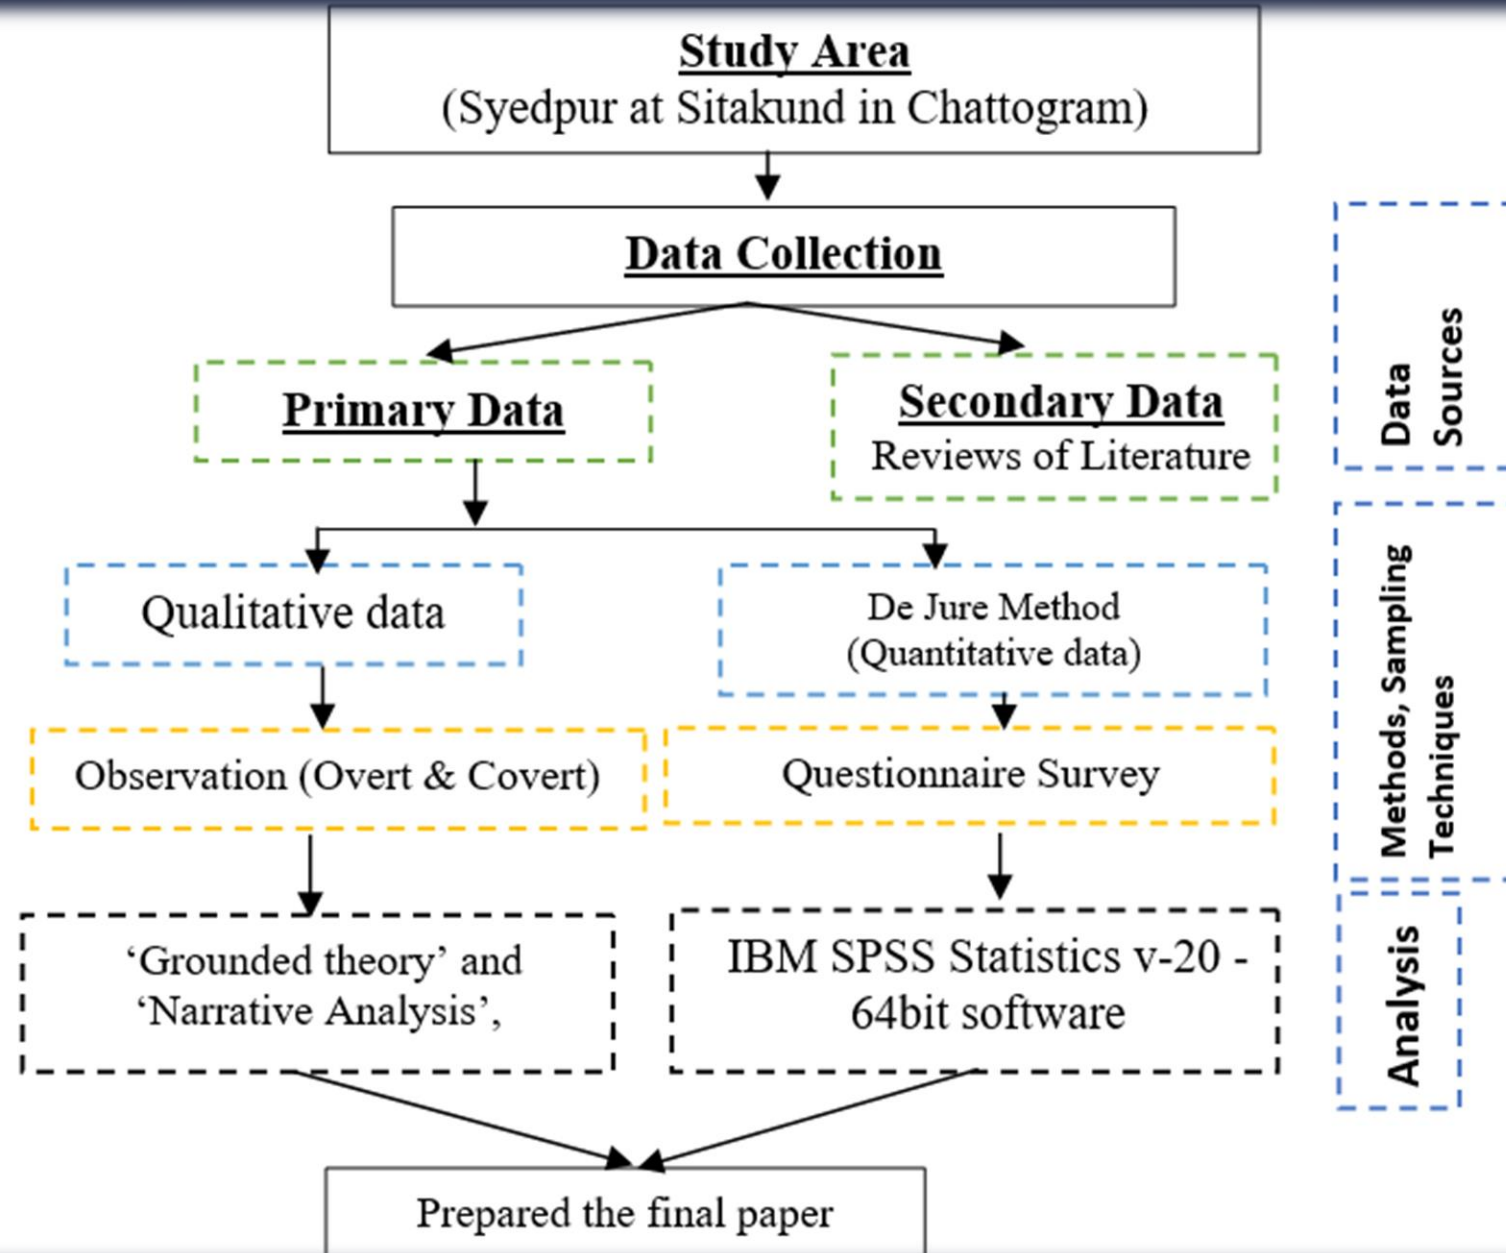 Study Area
(Syedpur at Sitakund in Chattogram)
Data Collection
Primary Data
Secondary Data
Reviews of Literature
Data
Sources
Qualitative data
De Jure Method
(Quantitative data)
Observation (Overt & Covert)
Questionnaire Survey
Methods, Sampling
Techniques
‘Grounded theory’ and
‘Narrative Analysis’,
IBM SPSS Statistics v-20 -
64bit software
Analysis
Prepared the final paper